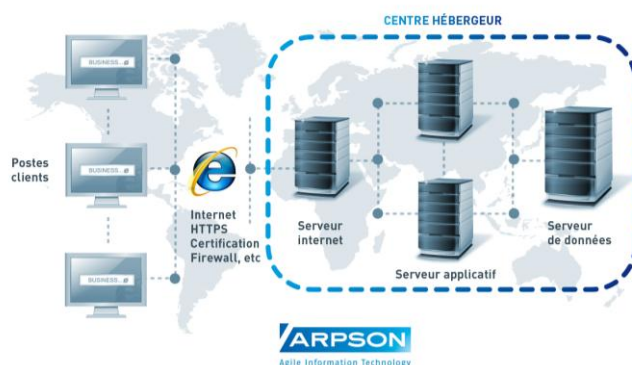 CENTRE HÉBERGEUR
BUSINESS...
Postes
clients
BUSINESS...
BUSINESS...
Internet
HTTPS
Certification
Firewall, etc
Serveur
internet
Serveur applicatif
Serveur
de données
ARPSON
Agile Information Technology